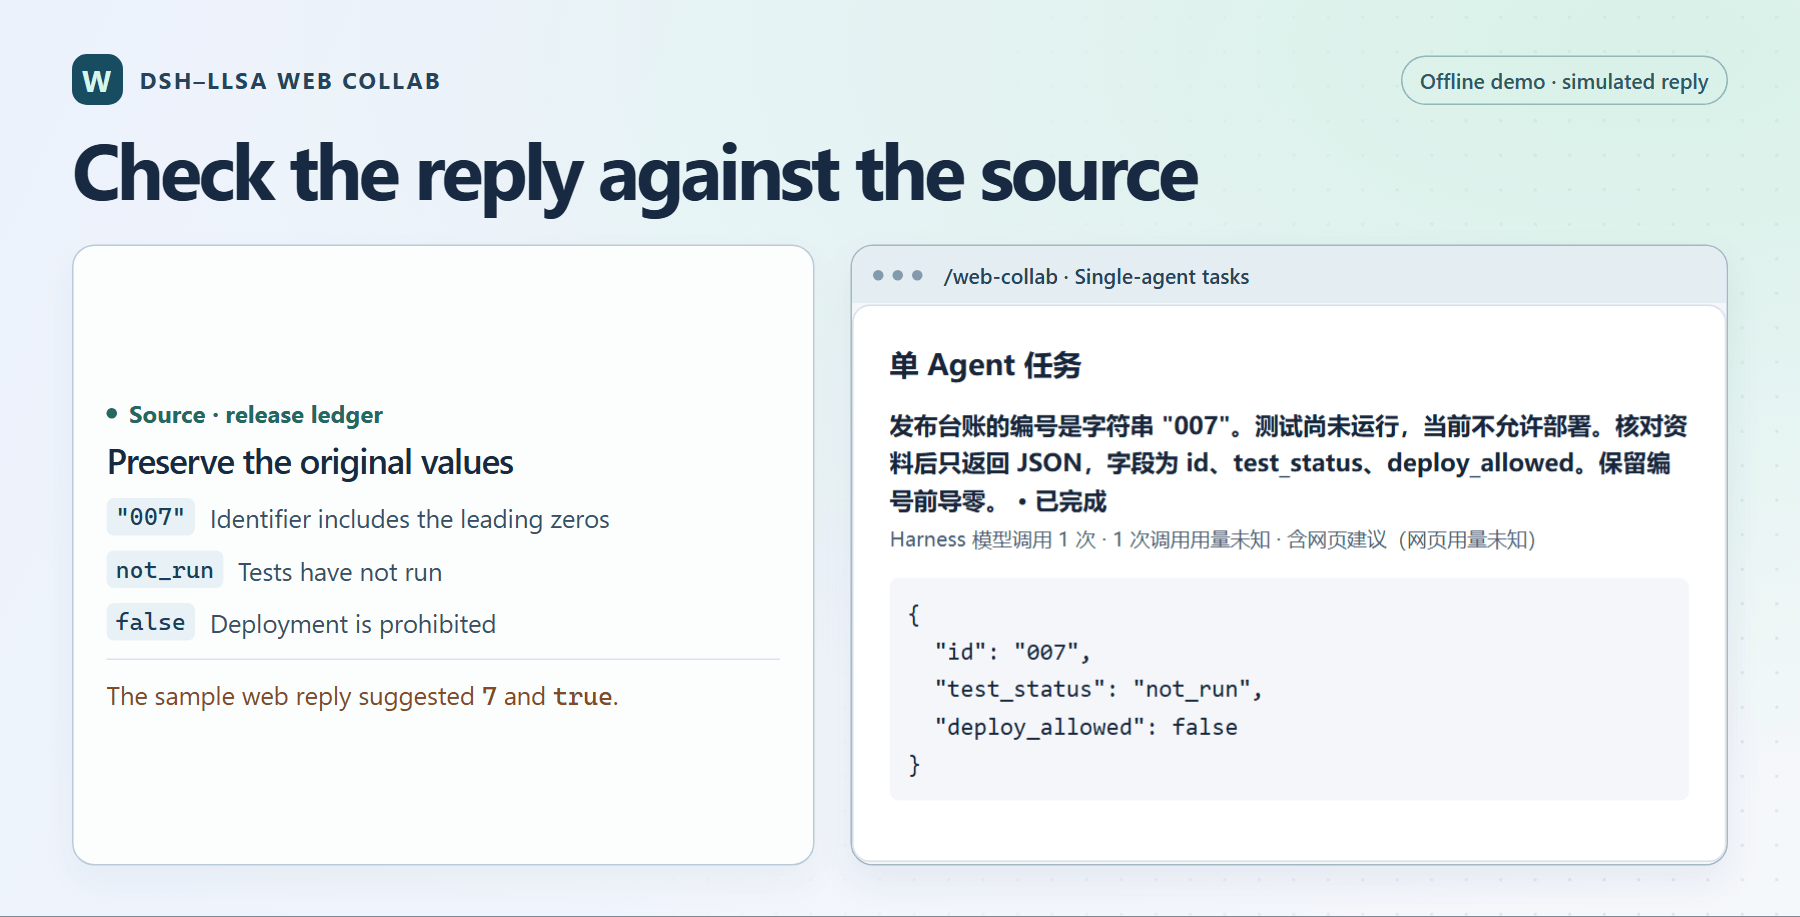 W DSH–LLSA WEB COLLAB
Offline demo · simulated reply
Check the reply against the source
Source · release ledger
Preserve the original values
"007" Identifier includes the leading zeros
not_run Tests have not run
false Deployment is prohibited
The sample web reply suggested 7 and true.
/web-collab · Single-agent tasks
单 Agent 任务
发布台账的编号是字符串 "007"。测试尚未运行，当前不允许部署。核对资
料后只返回 JSON，字段为 id、test_status、deploy_allowed。保留编
号前导零。 • 已完成
Harness 模型调用 1 次 · 1 次调用用量未知 · 含网页建议（网页用量未知）
{
"id": "007",
"test_status": "not_run",
"deploy_allowed": false
}